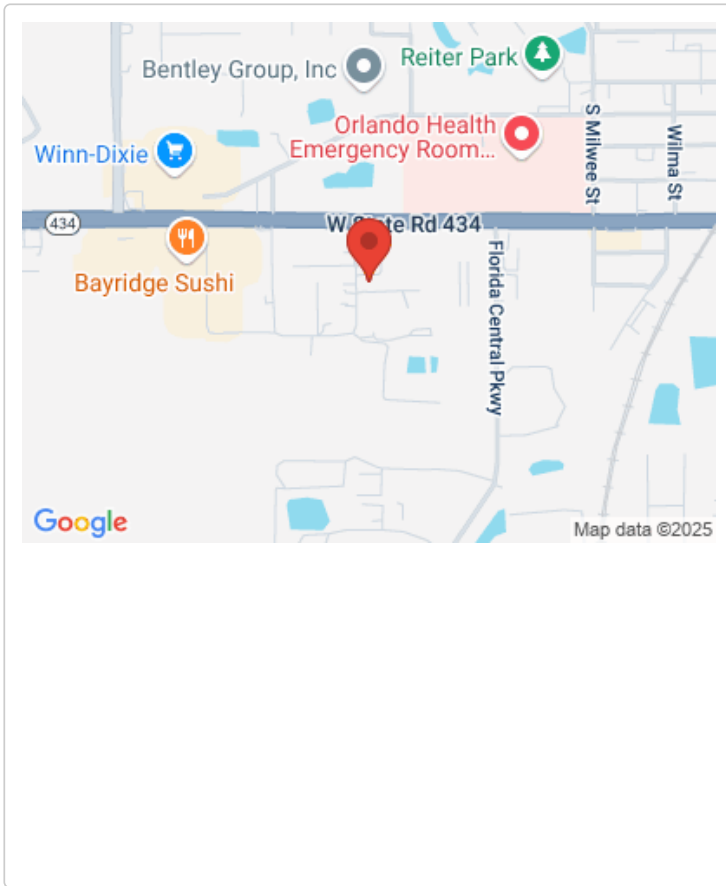 Bentley Group, Inc
Reiter Park
Orlando Health
Emergency Room...
S Milwee St
Wilma St
Winn-Dixie
434
W State Rd 434
Bayridge Sushi
Florida Central Pkwy
Google
Map data ©2025